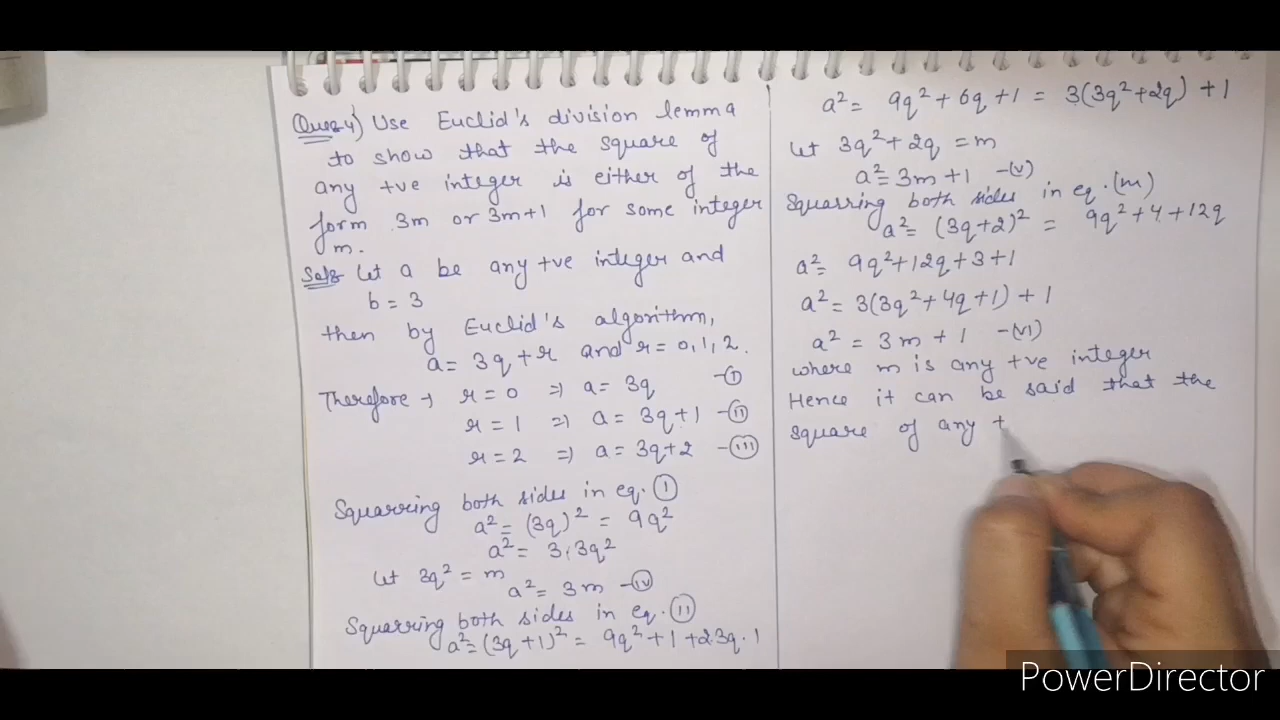 Ques 4) Use Euclid's division lemma
to show that the square of
any +ve integer is either of the
form 3m or 3m+1 for some integer
m.
Sol: Let a be any +ve integer and
b = 3
then by Euclid's algorithm,
a = 3q + r and r = 0, 1, 2.
Therefore → r = 0 => a = 3q -(I)
r = 1 => a = 3q+1 -(II)
r = 2 => a = 3q+2 -(III)
Squarring both sides in eq. (I)
a² = (3q)² = 9q²
a² = 3.3q²
Let 3q² = m
a² = 3m -(IV)
Squarring both sides in eq. (II)
a² = (3q+1)² = 9q²+1+2.3q.1
a² = 9q² + 6q + 1 = 3(3q²+2q) + 1
Let 3q² + 2q = m
a² = 3m + 1 -(V)
Squarring both sides in eq. (III)
a² = (3q+2)² = 9q²+4+12q
a² = 9q²+12q+3+1
a² = 3(3q²+4q+1) + 1
a² = 3m + 1 -(VI)
where m is any +ve integer
Hence it can be said that the
square of any +
PowerDirector